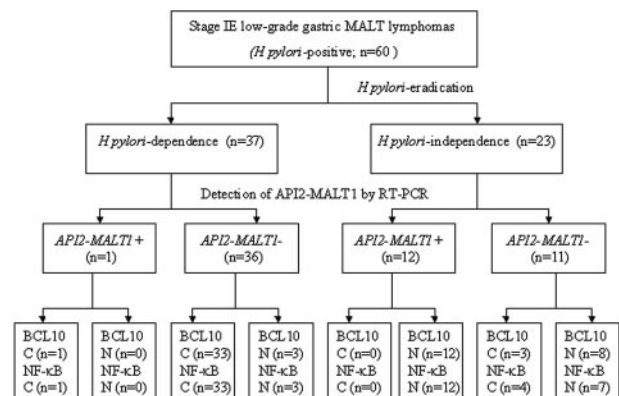 Stage IE low-grade gastric MALT lymphomas
(H pylori-positive; n=60 )
H pylori-eradication
H pylori-dependence (n=37)
H pylori-independence (n=23)
Detection of API2-MALT1 by RT-PCR
API2-MALT1 +
(n=1)
API2-MALT1-
(n=36)
API2-MALT1 +
(n=12)
API2-MALT1-
(n=11)
BCL10
C (n=1)
NF-κB
C (n=1)
BCL10
N (n=0)
NF-κB
N (n=0)
BCL10
C (n=33)
NF-κB
C (n=33)
BCL10
N (n=3)
NF-κB
N (n=3)
BCL10
C (n=0)
NF-κB
C (n=0)
BCL10
N (n=12)
NF-κB
N (n=12)
BCL10
C (n=3)
NF-κB
C (n=4)
BCL10
N (n=8)
NF-κB
N (n=7)